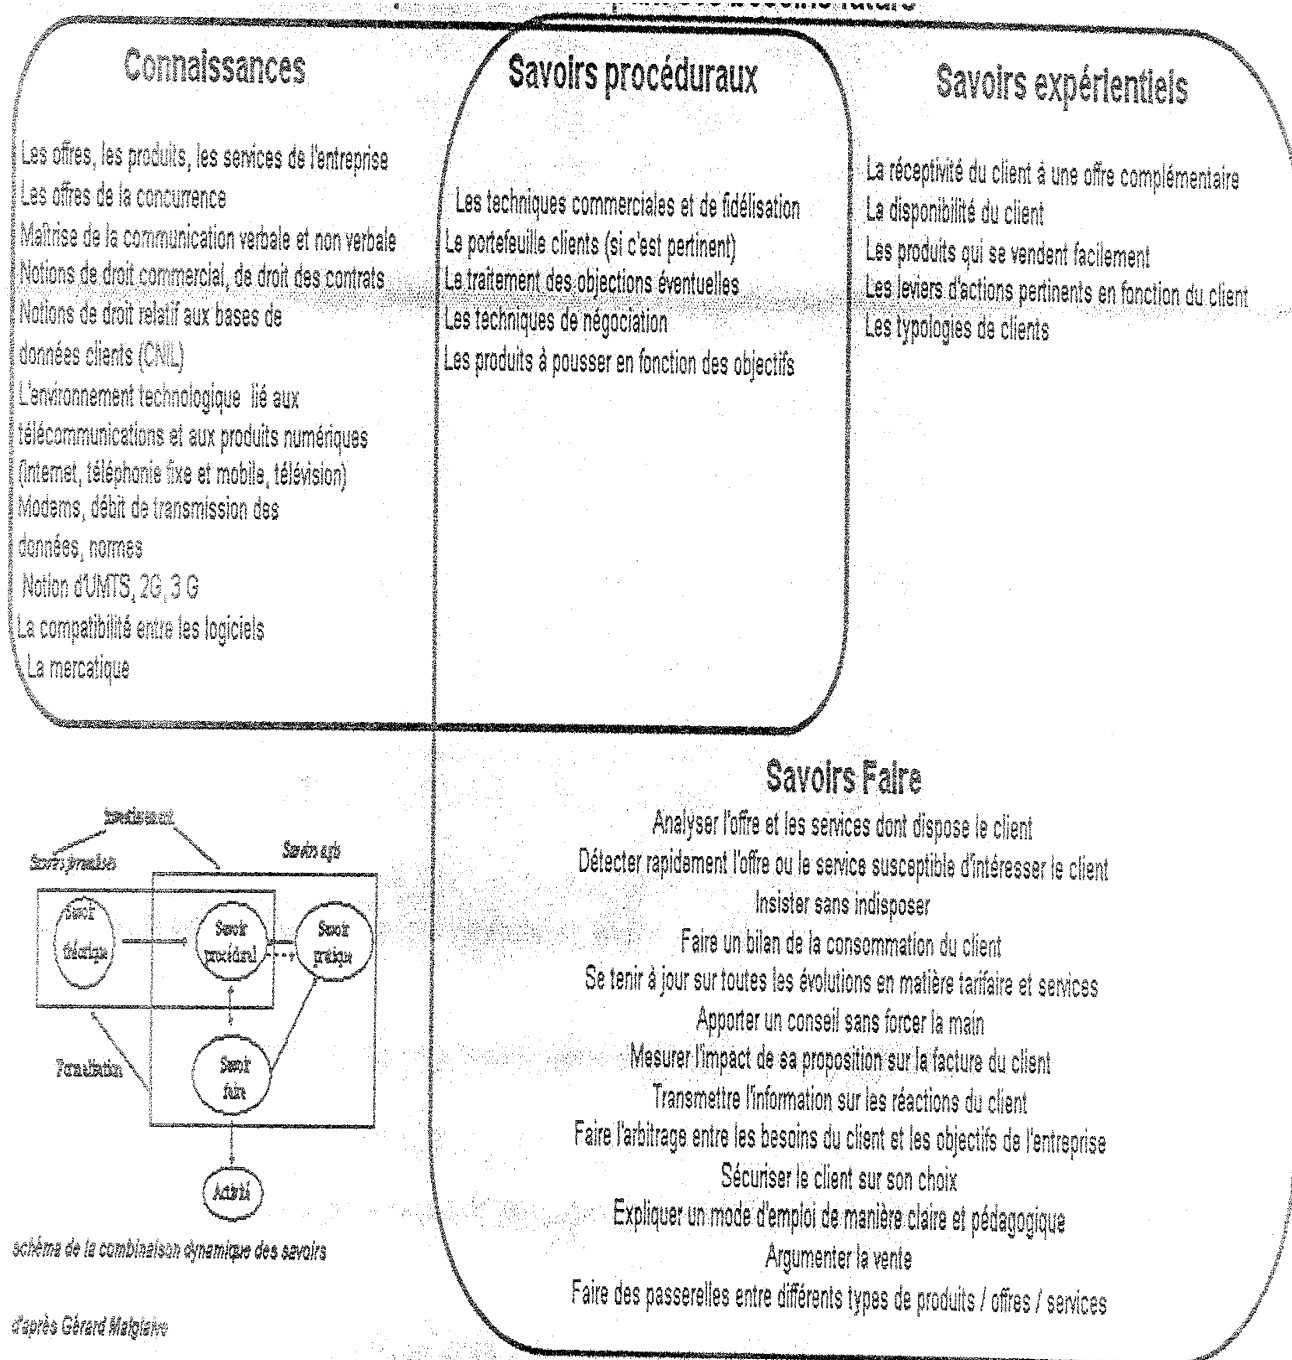 besoins futurs
Connaissances
Les offres, les produits, les services de l'entreprise
Les offres de la concurrence
Maîtrise de la communication verbale et non verbale
Notions de droit commercial, de droit des contrats
Notions de droit relatif aux bases de
données clients (CNIL)
L'environnement technologique lié aux
télécommunications et aux produits numériques
(internet, téléphonie fixe et mobile, télévision)
Modems, débit de transmission des
données, normes
Notion d'UMTS, 2G, 3 G
La compatibilité entre les logiciels
La mercatique
Savoirs procéduraux
Les techniques commerciales et de fidélisation
Le portefeuille clients (si c'est pertinent)
Le traitement des objections éventuelles
Les techniques de négociation
Les produits à pousser en fonction des objectifs
Savoirs expérientiels
La réceptivité du client à une offre complémentaire
La disponibilité du client
Les produits qui se vendent facilement
Les leviers d'actions pertinents en fonction du client
Les typologies de clients
Savoirs Faire
Analyser l'offre et les services dont dispose le client
Détecter rapidement l'offre ou le service susceptible d'intéresser le client
Insister sans indisposer
Faire un bilan de la consommation du client
Se tenir à jour sur toutes les évolutions en matière tarifaire et services
Apporter un conseil sans forcer la main
Mesurer l'impact de sa proposition sur la facture du client
Transmettre l'information sur les réactions du client
Faire l'arbitrage entre les besoins du client et les objectifs de l'entreprise
Sécuriser le client sur son choix
Expliquer un mode d'emploi de manière claire et pédagogique
Argumenter la vente
Faire des passerelles entre différents types de produits / offres / services
Investissement
Savoirs formalisés
Savoirs agis
Savoir
théorique
Savoir
procédural
Savoir
pratique
Formalisation
Savoir
faire
Activité
schéma de la combinaison dynamique des savoirs
d'après Gérard Malglaive